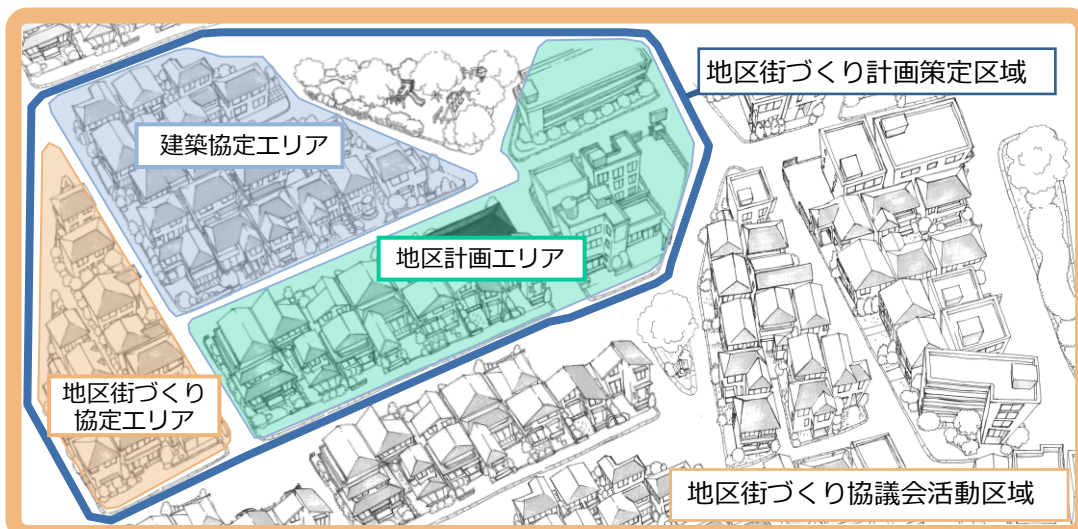 地区街づくり計画策定区域
建築協定エリア
地区計画エリア
地区街づくり
協定エリア
地区街づくり協議会活動区域